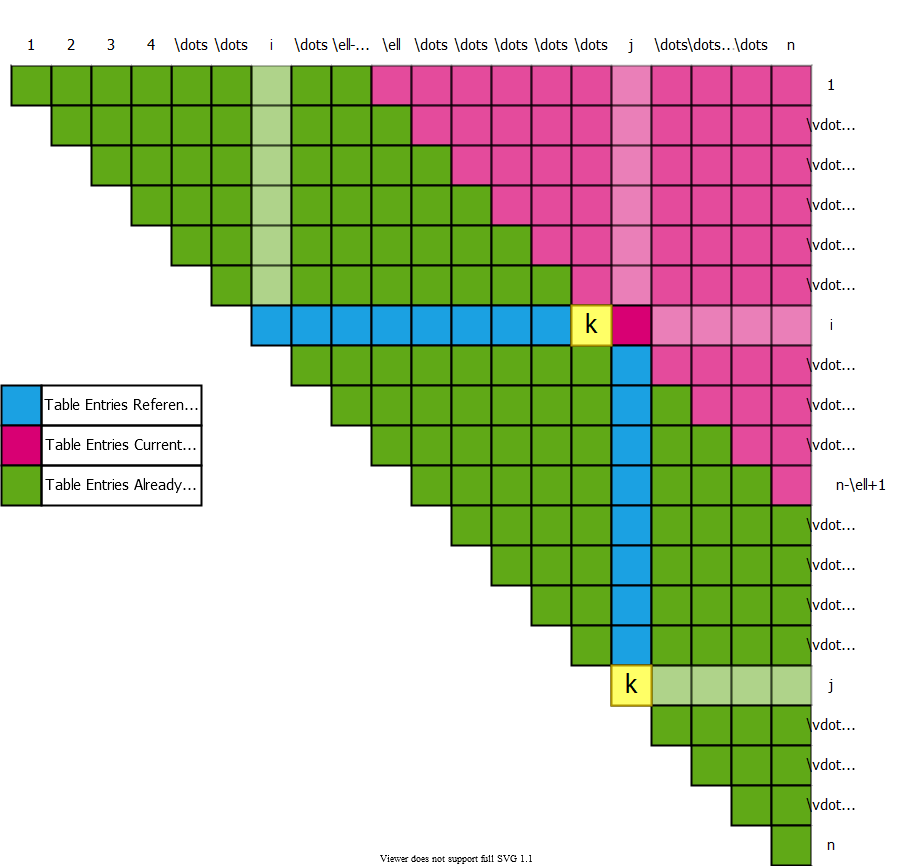 1 2 3 4 \dots \dots i \dots \ell-... \ell \dots \dots \dots \dots \dots j \dots \dots... \dots n
1
\vdot...
\vdot...
\vdot...
\vdot...
\vdot...
k i
\vdot...
Table Entries Referen... \vdot...
Table Entries Current... \vdot...
Table Entries Already... n-\ell+1
\vdot...
\vdot...
\vdot...
\vdot...
k j
\vdot...
\vdot...
\vdot...
n
Viewer does not support full SVG 1.1